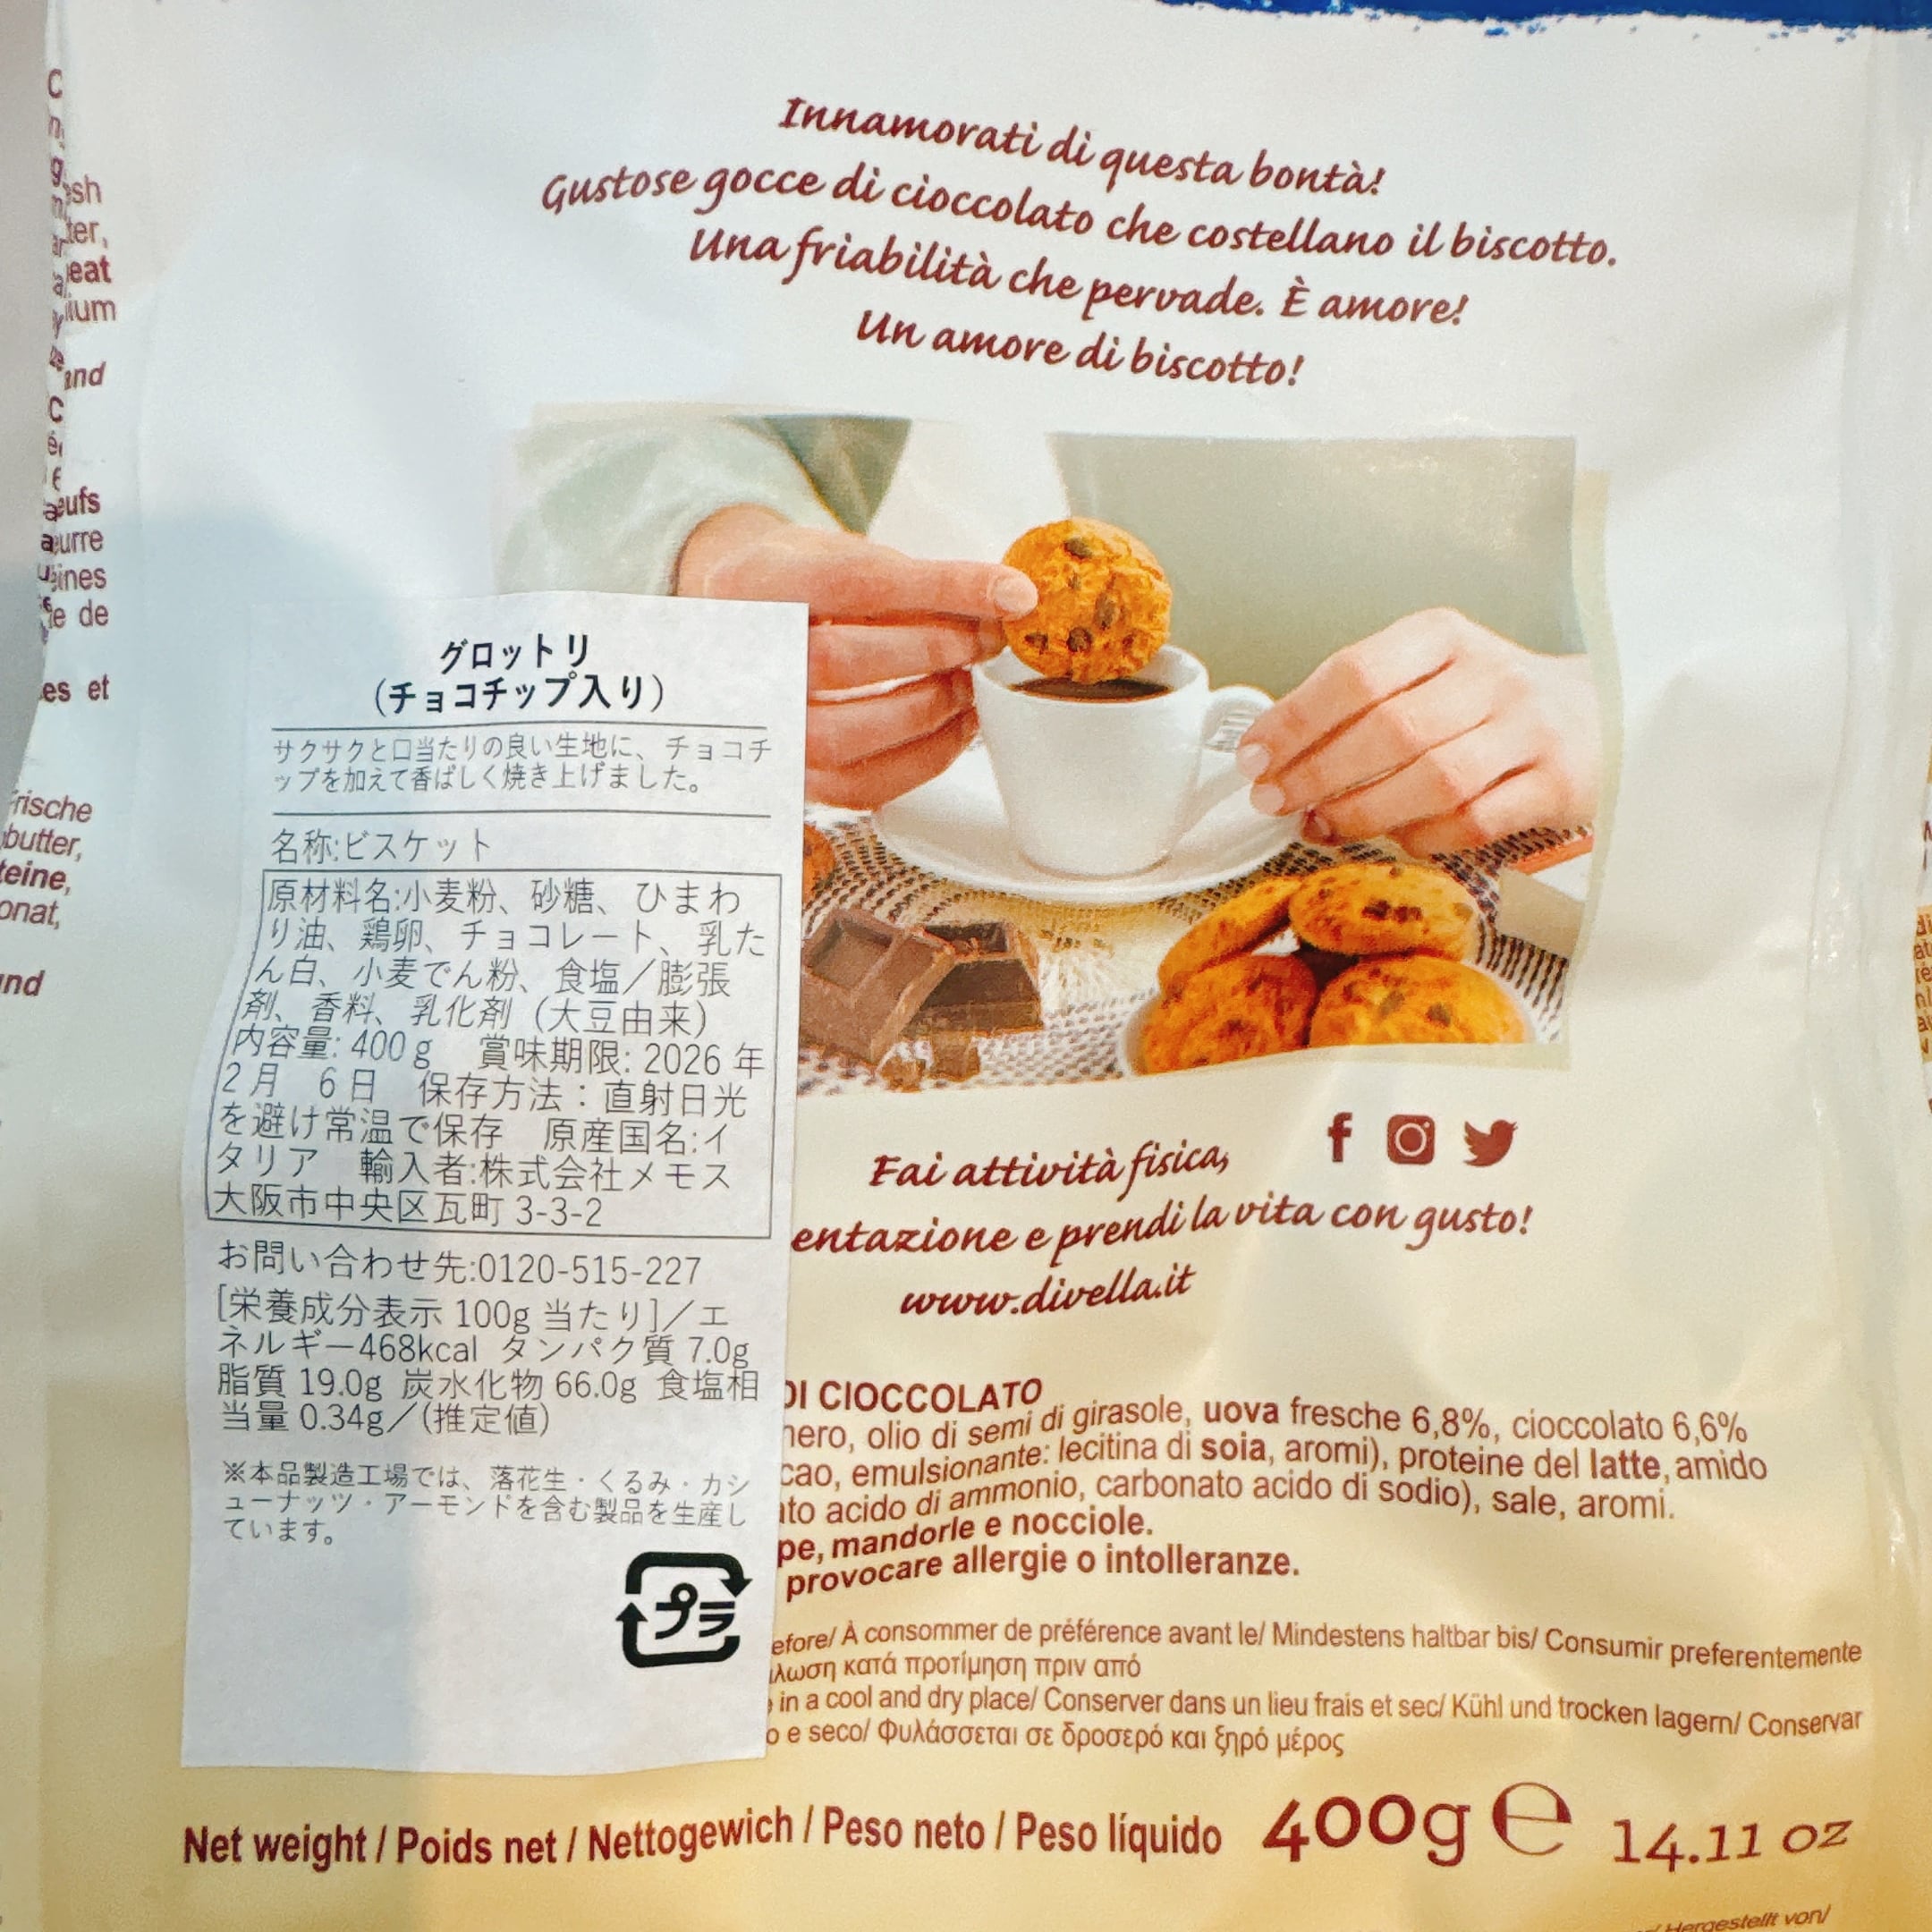 Innamorati di questa bontà!
Gustose gocce di cioccolato che costellano il biscotto.
Una friabilità che pervade. È amore!
Un amore di biscotto!
and
es et
butter,
und
グロットリ
(チョコチップ入り)
サクサクと口当たりの良い生地に、チョコチ
ップを加えて香ばしく焼き上げました。
名称:ビスケット
原材料名:小麦粉、砂糖、ひまわ
り油、鶏卵、チョコレート、乳た
ん白、小麦でん粉、食塩/膨張
剤、香料、乳化剤(大豆由来)
内容量: 400g 賞味期限: 2026 年
2月 6日 保存方法:直射日光
を避け常温で保存 原産国名:イ
タリア 輸入者:株式会社メモス
大阪市中央区瓦町 3-3-2
お問い合わせ先:0120-515-227
[栄養成分表示 100g 当たり]/エ
ネルギー468kcal タンパク質 7.0g
脂質 19.0g 炭水化物 66.0g 食塩相
当量 0.34g/(推定値)
※本品製造工場では、落花生・くるみ・カシ
ューナッツ・アーモンドを含む製品を生産し
ています。
プラ
Fai attività fisica,
entazione e prendi la vita con gusto!
www.divella.it
DI CIOCCOLATO
nero, olio di semi di girasole, uova fresche 6,8%, cioccolato 6,6%
cao, emulsionante: lecitina di soia, aromi), proteine del latte, amido
ato acido di ammonio, carbonato acido di sodio), sale, aromi.
pe, mandorle e nocciole.
provocare allergie o intolleranze.
efore/ À consommer de préférence avant le/ Mindestens haltbar bis/ Consumir preferentemente
λωση κατά προτίμηση πριν από
in a cool and dry place/ Conserver dans un lieu frais et sec/ Kühl und trocken lagern/ Conservar
o e seco/ Φυλάσσεται σε δροσερό και ξηρό μέρος
Net weight / Poids net / Nettogewich / Peso neto / Peso líquido 400g e 14.11 oz
Hergestellt von/